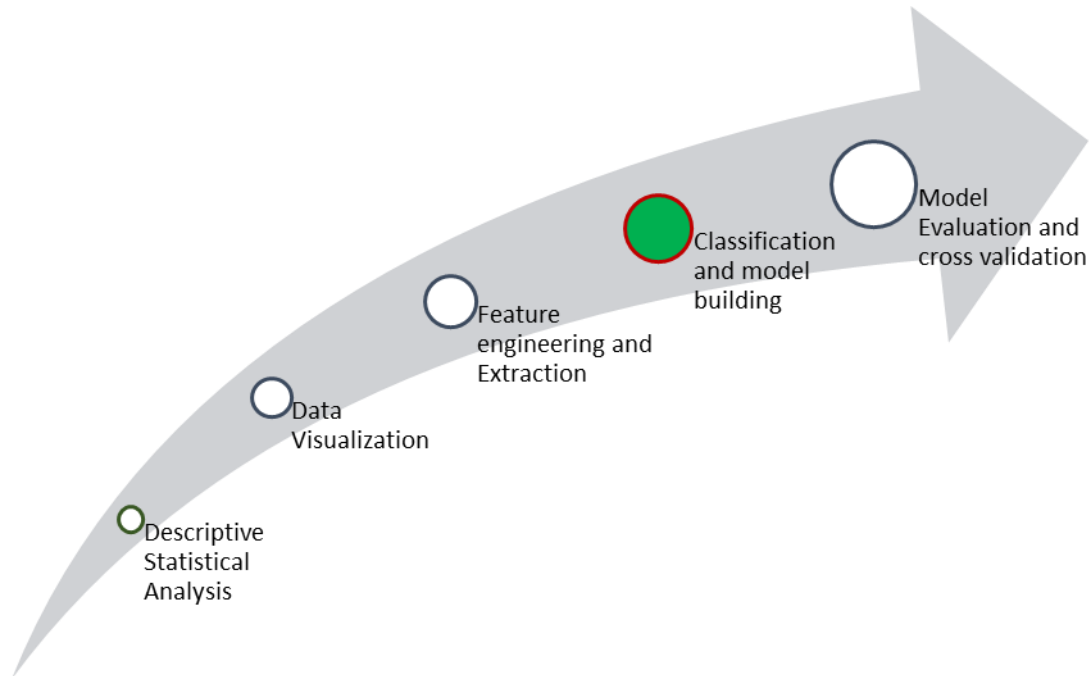 Descriptive
Statistical
Analysis
Data
Visualization
Feature
engineering and
Extraction
Classification
and model
building
Model
Evaluation and
cross validation